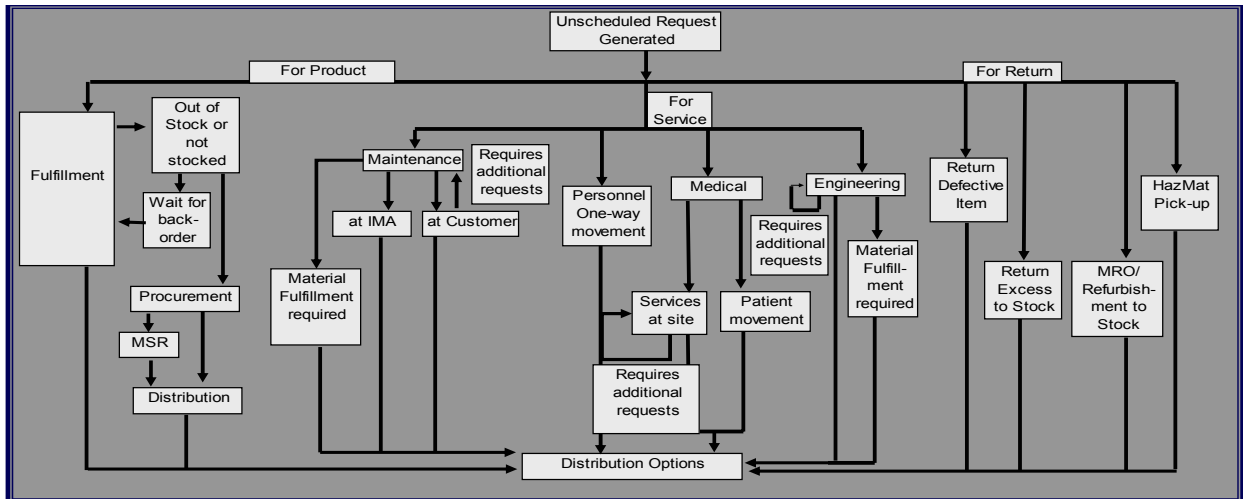 Unscheduled Request
Generated
For Product
For Return
For
Service
Fulfillment
Out of
Stock or
not
stocked
Wait for
back-
order
Procurement
MSR
Distribution
Maintenance
Requires
additional
requests
at IMA
at Customer
Material
Fulfillment
required
Personnel
One-way
movement
Medical
Services
at site
Patient
movement
Requires
additional
requests
Engineering
Requires
additional
requests
Material
Fulfill-
ment
required
Return
Defective
Item
Return
Excess
to Stock
MRO/
Refurbish-
ment to
Stock
HazMat
Pick-up
Distribution Options